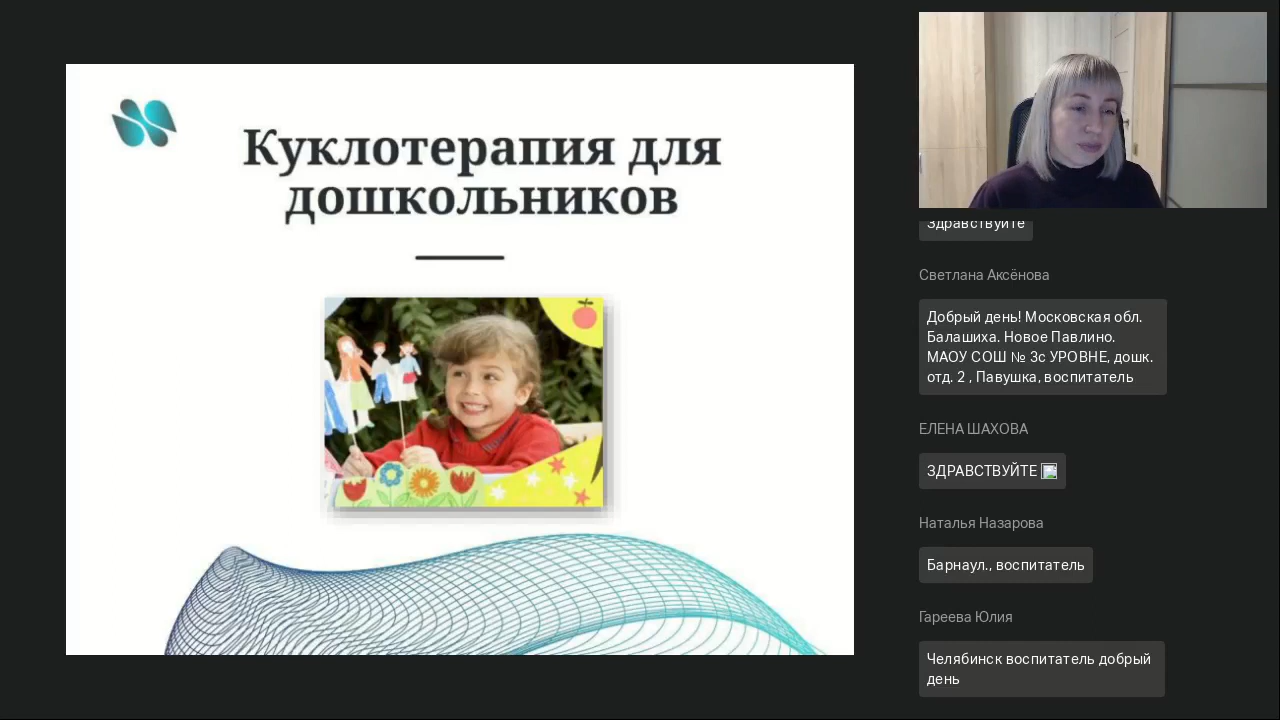 Куклотерапия для
дошкольников
Здравствуйте
Светлана Аксёнова
Добрый день! Московская обл.
Балашиха. Новое Павлино.
МАОУ СОШ № 3с УРОВНЕ, дошк.
отд. 2 , Павушка, воспитатель
ЕЛЕНА ШАХОВА
ЗДРАВСТВУЙТЕ
Наталья Назарова
Барнаул., воспитатель
Гареева Юлия
Челябинск воспитатель добрый
день